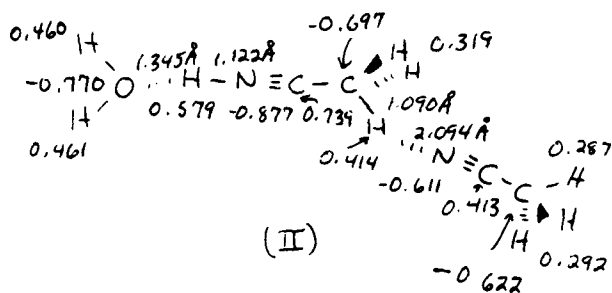 -0.697
0.460 H 1.345Å 1.122Å H H 0.319
-0.770 O H - N ≡ C - C
0.579 -0.877 0.739 1.090Å
H H 2.094Å
0.461 0.414 N 0.287
-0.611 C H
0.413 C H
(II) H 0.292
-0.622